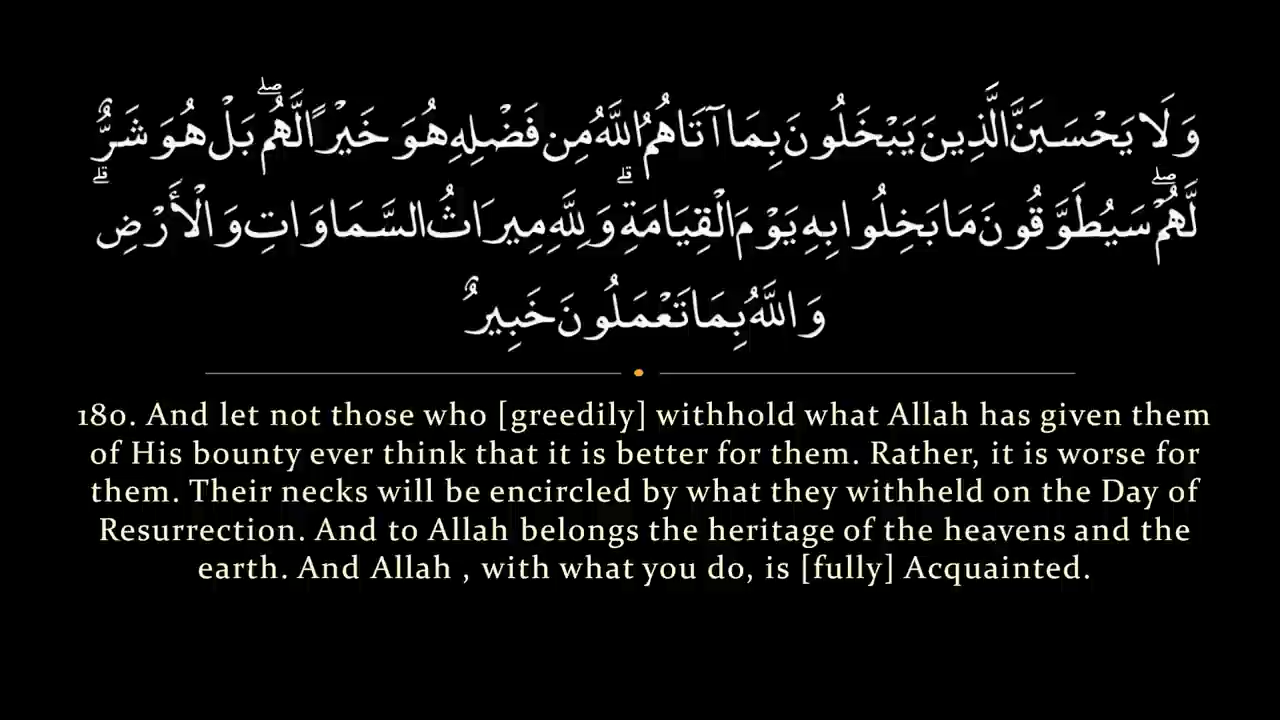 وَلَا يَحْسَبَنَّ الَّذِينَ يَبْخَلُونَ بِمَا آتَاهُمُ اللَّهُ مِن فَضْلِهِ هُوَ خَيْرًا لَّهُم ۖ بَلْ هُوَ شَرٌّ
لَّهُمْ ۖ سَيُطَوَّقُونَ مَا بَخِلُوا بِهِ يَوْمَ الْقِيَامَةِ ۗ وَلِلَّهِ مِيرَاثُ السَّمَاوَاتِ وَالْأَرْضِ ۗ
وَاللَّهُ بِمَا تَعْمَلُونَ خَبِيرٌ
180. And let not those who [greedily] withhold what Allah has given them
of His bounty ever think that it is better for them. Rather, it is worse for
them. Their necks will be encircled by what they withheld on the Day of
Resurrection. And to Allah belongs the heritage of the heavens and the
earth. And Allah , with what you do, is [fully] Acquainted.